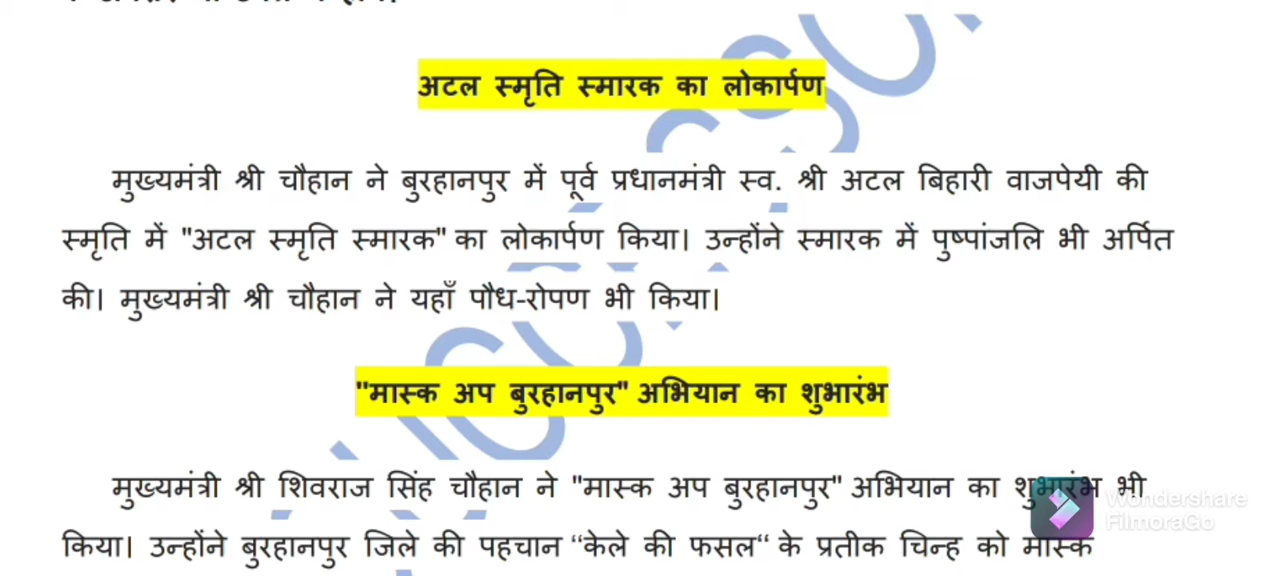 अटल स्मृति स्मारक का लोकार्पण
मुख्यमंत्री श्री चौहान ने बुरहानपुर में पूर्व प्रधानमंत्री स्व. श्री अटल बिहारी वाजपेयी की
स्मृति में "अटल स्मृति स्मारक" का लोकार्पण किया। उन्होंने स्मारक में पुष्पांजलि भी अर्पित
की। मुख्यमंत्री श्री चौहान ने यहाँ पौध-रोपण भी किया।
"मास्क अप बुरहानपुर" अभियान का शुभारंभ
मुख्यमंत्री श्री शिवराज सिंह चौहान ने "मास्क अप बुरहानपुर" अभियान का शुभारंभ भी
किया। उन्होंने बुरहानपुर जिले की पहचान “केले की फसल“ के प्रतीक चिन्ह को मास्क
Wondershare
FilmoraGo